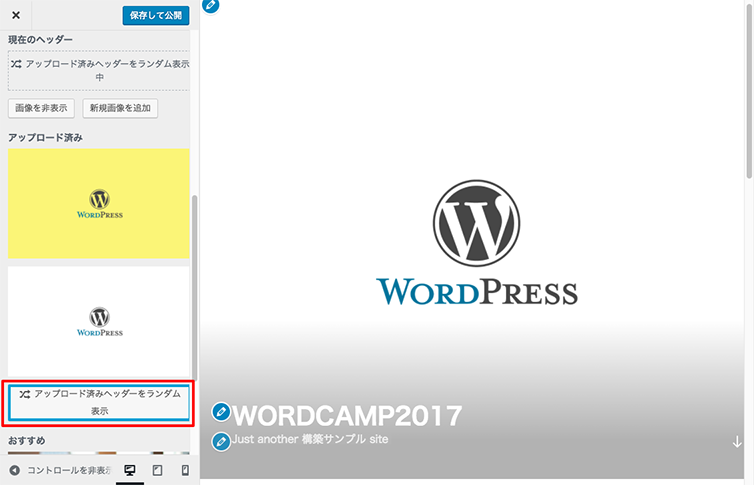 保存して公開
現在のヘッダー
アップロード済みヘッダーをランダム表示
中
画像を非表示
新規画像を追加
アップロード済み
WORDPRESS
WORDPRESS
アップロード済みヘッダーをランダム
表示
おすすめ
コントロールを非表示
WORDPRESS
WORDCAMP2017
Just another 構築サンプル site